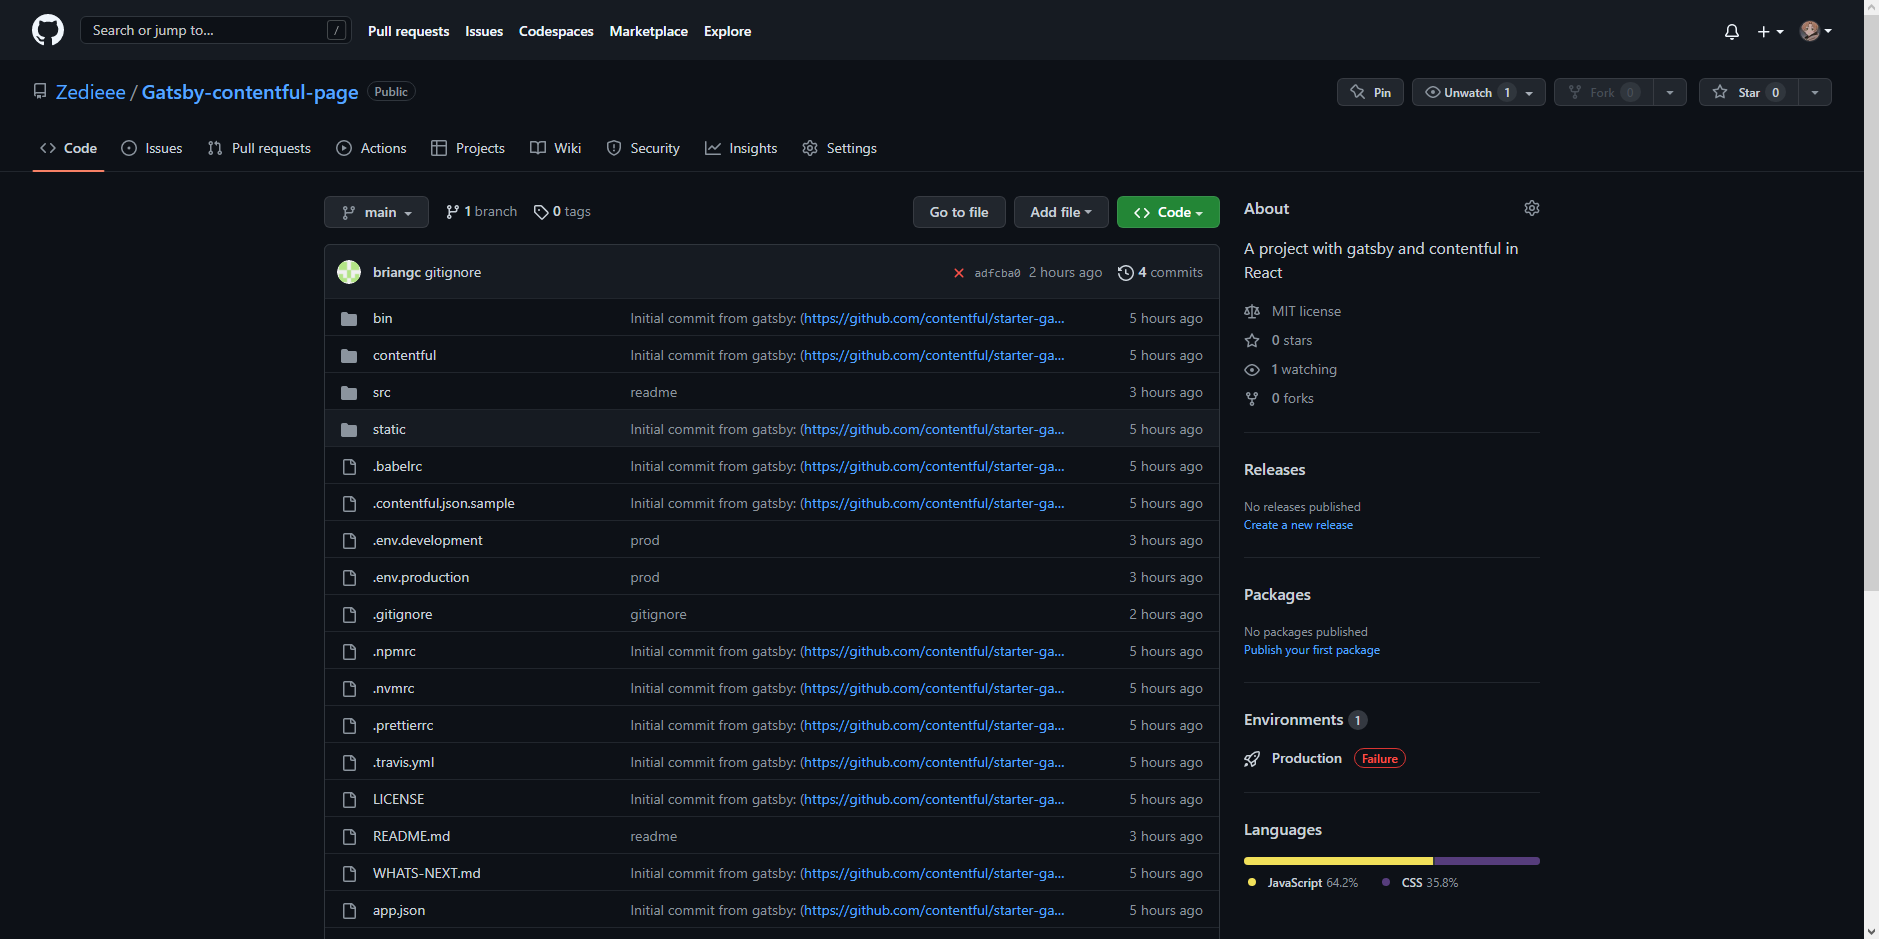 Search or jump to... /
Pull requests Issues Codespaces Marketplace Explore
Zedieee / Gatsby-contentful-page Public
Pin Unwatch 1 Fork 0 Star 0
Code Issues Pull requests Actions Projects Wiki Security Insights Settings
main 1 branch 0 tags Go to file Add file Code
briangc gitignore adfcba0 2 hours ago 4 commits
bin Initial commit from gatsby: (https://github.com/contentful/starter-ga... 5 hours ago
contentful Initial commit from gatsby: (https://github.com/contentful/starter-ga... 5 hours ago
src readme 3 hours ago
static Initial commit from gatsby: (https://github.com/contentful/starter-ga... 5 hours ago
.babelrc Initial commit from gatsby: (https://github.com/contentful/starter-ga... 5 hours ago
.contentful.json.sample Initial commit from gatsby: (https://github.com/contentful/starter-ga... 5 hours ago
.env.development prod 3 hours ago
.env.production prod 3 hours ago
.gitignore gitignore 2 hours ago
.npmrc Initial commit from gatsby: (https://github.com/contentful/starter-ga... 5 hours ago
.nvmrc Initial commit from gatsby: (https://github.com/contentful/starter-ga... 5 hours ago
.prettierrc Initial commit from gatsby: (https://github.com/contentful/starter-ga... 5 hours ago
.travis.yml Initial commit from gatsby: (https://github.com/contentful/starter-ga... 5 hours ago
LICENSE Initial commit from gatsby: (https://github.com/contentful/starter-ga... 5 hours ago
README.md readme 3 hours ago
WHATS-NEXT.md Initial commit from gatsby: (https://github.com/contentful/starter-ga... 5 hours ago
app.json Initial commit from gatsby: (https://github.com/contentful/starter-ga... 5 hours ago
About
A project with gatsby and contentful in
React
MIT license
0 stars
1 watching
0 forks
Releases
No releases published
Create a new release
Packages
No packages published
Publish your first package
Environments 1
Production Failure
Languages
JavaScript 64.2% CSS 35.8%